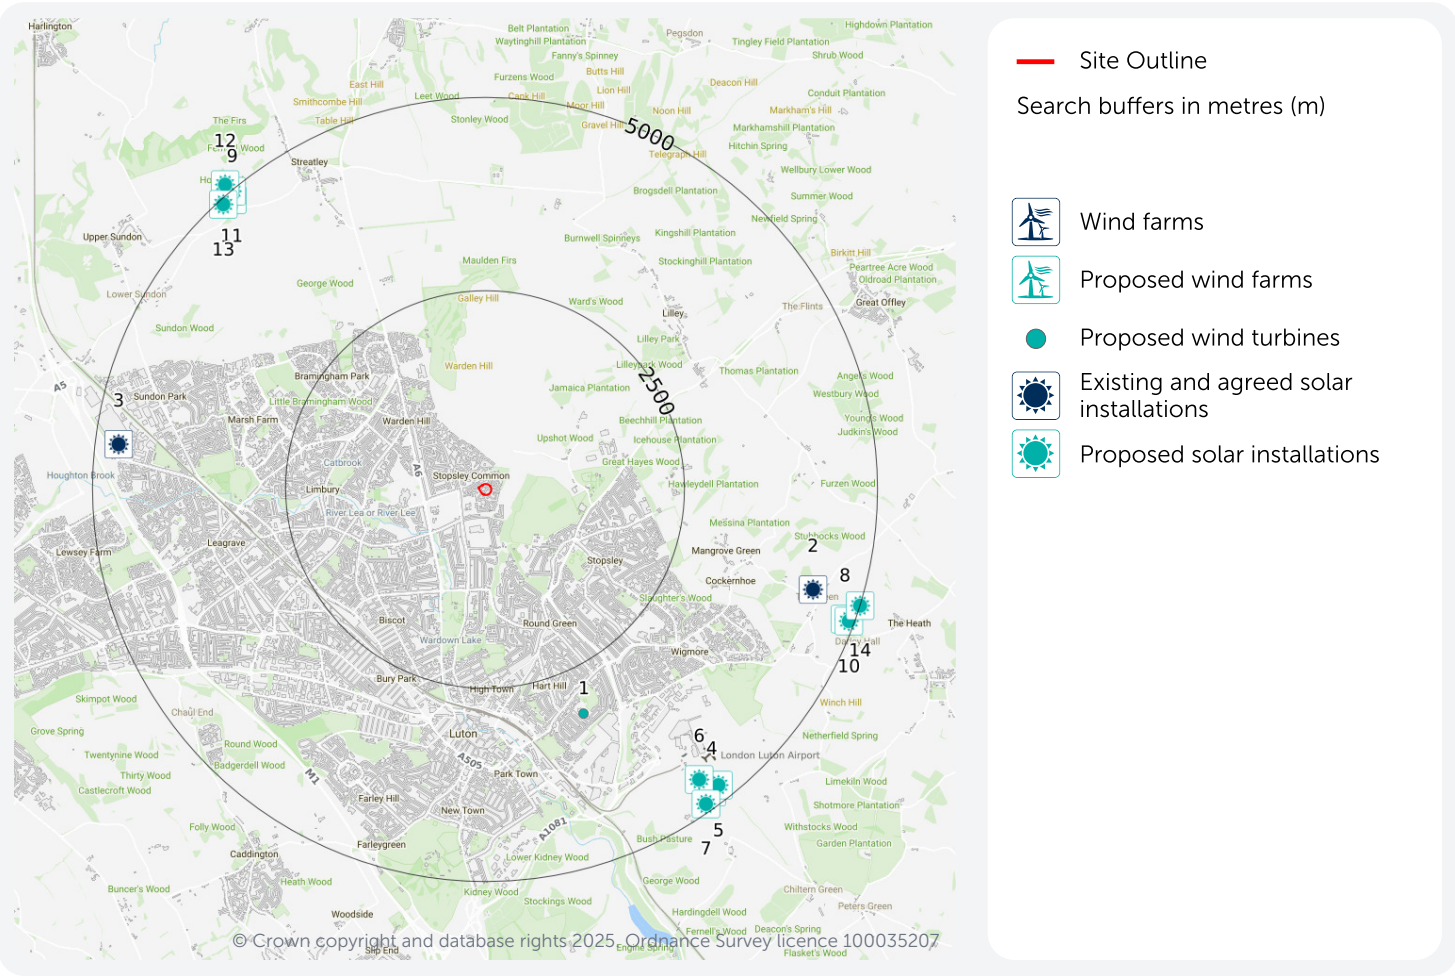 Harlington
Belt Plantation
Waytinghill Plantation
Fanny's Spinney
Pegsdon
Highdown Plantation
Tingley Field Plantation
Shrub Wood
Furzens Wood
Butts Hill
Lion Hill
Deacon Hill
East Hill
Smithcombe Hill
Leet Wood
Cank Hill
Moor Hill
Noon Hill
Conduit Plantation
Markham's Hill
The Firs
Table Hill
Stonley Wood
Gravel Hill
5000
Markhamshill Plantation
12
9
Streatley
Telegraph Hill
Hitchin Spring
Wellbury Low Wood
Brogsdell Plantation
Summer Wood
Newfield Spring
Upper Sundon
11
13
Burnwell Spinneys
Kingshill Plantation
Birkitt Hill
Maulden Firs
Stockinghill Plantation
Peartree Acre Wood
Oldroad Plantation
George Wood
Lower Sundon
Galley Hill
Ward's Wood
The Flints
Great Offley
Lilley
Sundon Wood
Lilley Park
Warden Hill
Lilleypark Wood
Thomas Plantation
Bramingham Park
2500
Jamaica Plantation
Angel's Wood
A5
3
Sundon Park
Little Bramingham Wood
Westbury Wood
Marsh Farm
Warden Hill
Beechhill Plantation
Young's Wood
Judkin's Wood
Upshot Wood
Icehouse Plantation
Houghton Brook
Catbrook
A6
Stopsley Common
Great Hayes Wood
Limbury
Hawleydell Plantation
Furzen Wood
River Lea or River Lee
Messina Plantation
Leagrave
Stubbocks Wood
Lewsey Farm
Stopsley
Mangrove Green
2
Cockernhoe
8
Slaughter's Wood
Biscot
Round Green
The Heath
Wardown Lake
Wigmore
14
10
Bury Park
High Town
Hart Hill
1
Skimpot Wood
Winch Hill
Chaul End
Grove Spring
Luton
6
4
Netherfield Spring
Round Wood
Twentynine Wood
Badgerdell Wood
A505
London Luton Airport
Thirty Wood
M1
Park Town
Castlecroft Wood
Limekiln Wood
Farley Hill
New Town
Shotmore Plantation
Folly Wood
A1081
5
7
Bush Pasture
Withstocks Wood
Garden Plantation
Farleygreen
Caddington
Lower Kidney Wood
Heath Wood
Kidney Wood
George Wood
Buncer's Wood
Stockings Wood
Chiltern Green
Peters Green
Woodside
Hardingdell Wood
Slip End
Fernell's Wood
Deacon's Spring
Engine Spring
Flasket's Wood
© Crown copyright and database rights 2025. Ordnance Survey licence 100035207
Site Outline
Search buffers in metres (m)
Wind farms
Proposed wind farms
Proposed wind turbines
Existing and agreed solar
installations
Proposed solar installations